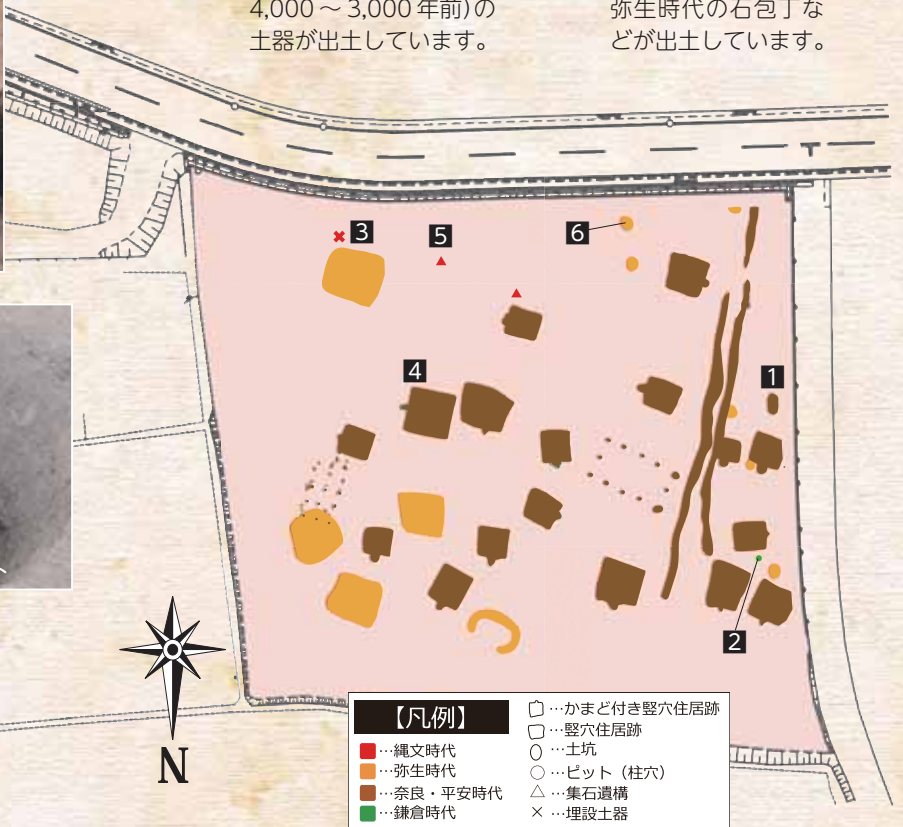 4,000～3,000年前)の
土器が出土しています。
弥生時代の石包丁な
どが出土しています。
3
5
6
4
1
2
N
【凡例】
…縄文時代
…弥生時代
…奈良・平安時代
…鎌倉時代
…かまど付き竪穴住居跡
…竪穴住居跡
…土坑
…ピット（柱穴）
…集石遺構
…埋設土器